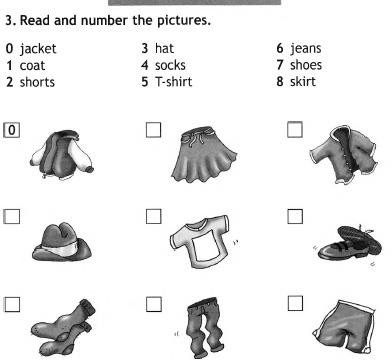 3. Read and number the pictures.
0 jacket 3 hat 6 jeans
1 coat 4 socks 7 shoes
2 shorts 5 T-shirt 8 skirt
0